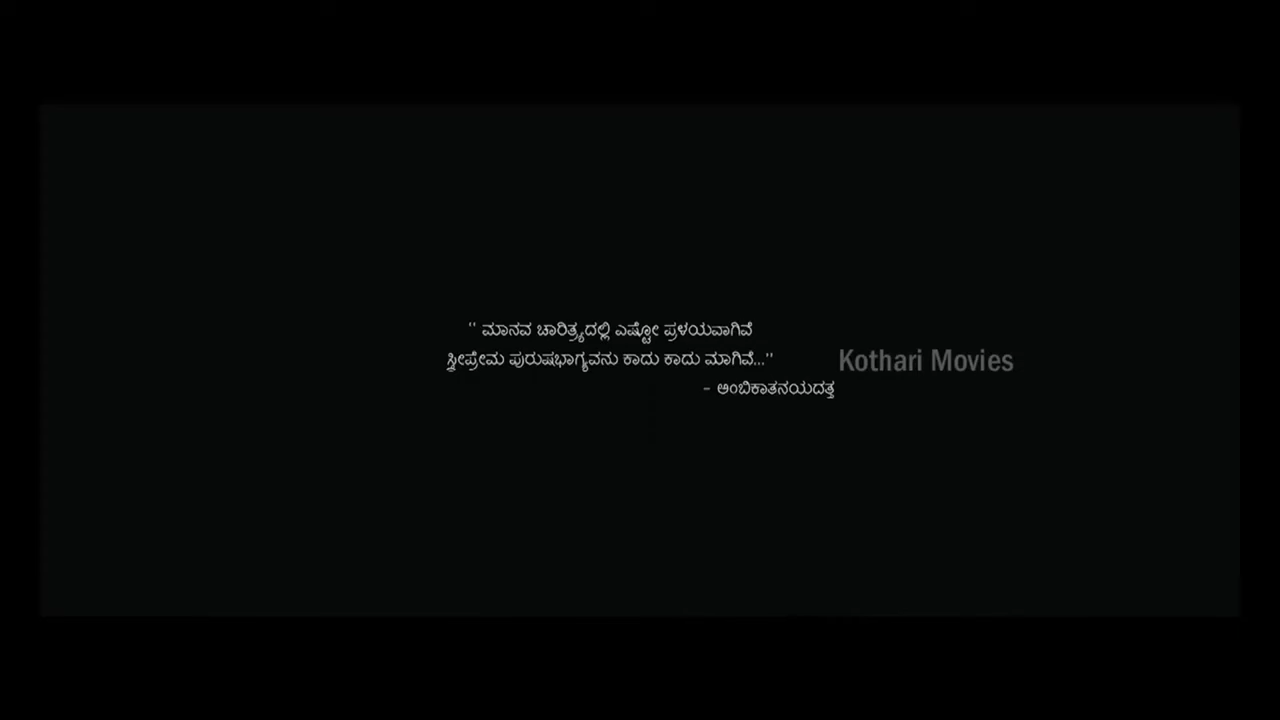 ‘‘ ಮಾನವ ಚಾರಿತ್ರ್ಯದಲ್ಲಿ ಎಷ್ಟೋ ಪ್ರಳಯವಾಗಿವೆ
ಸ್ತ್ರೀಪ್ರೇಮ ಪುರುಷಭಾಗ್ಯವನು ಕಾದು ಕಾದು ಮಾಗಿವೆ...’’
Kothari Movies
- ಅಂಬಿಕಾತನಯದತ್ತ